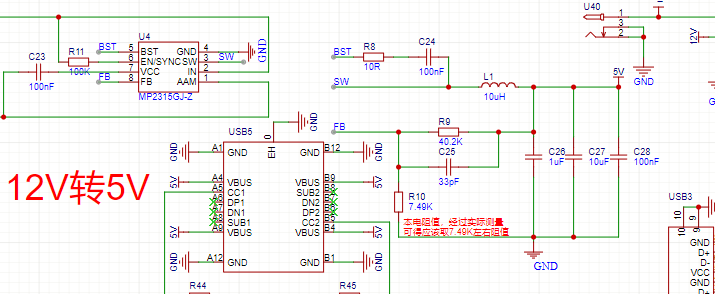 U4
C23
100nF
R11
100K
BST
FB
5 BST GND 4
6 EN/SYNC SW 3
7 VCC IN 2
8 FB AAM 1
MP2315GJ-Z
GND
SW
BST
R8
10R
C24
100nF
SW
L1
10uH
5V
FB
R9
40.2K
C25
33pF
R10
7.49K
本电阻值，经过实际测量
可得应该取7.49K左右阻值
C26
1uF
C27
10uF
C28
100nF
GND
U40
1
3
2
GND
12V
12V转5V
USB5
EH
0
GND
GND
A1 GND GND B12
GND
5V
A4 VBUS VBUS B9
5V
A5 CC1 SUB2 B8
A6 DP1 DN2 B7
A7 DN1 DP2 B6
A8 SUB1 CC2 B5
5V
A9 VBUS VBUS B4
5V
GND
A12 GND GND B1
GND
R44
R45
USB3
10
9
10
9
GND
GND
D+
D-
GND
D+